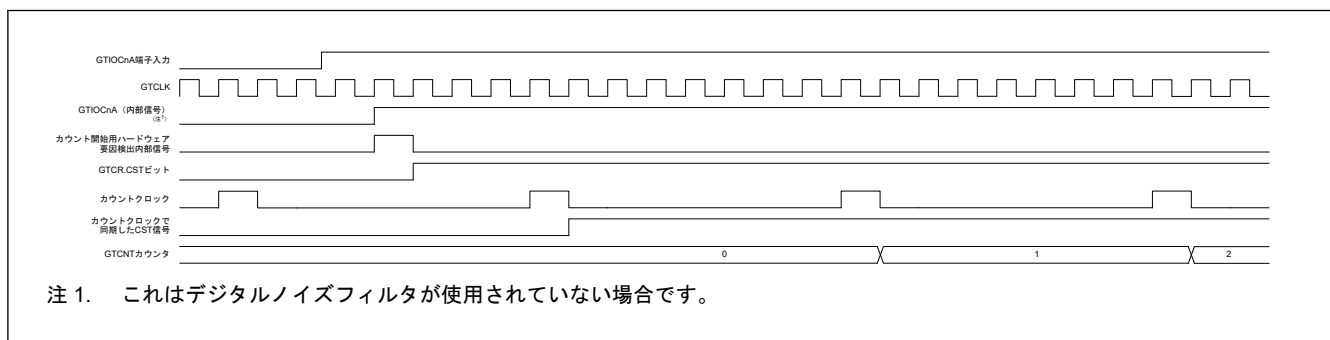 GTIOCnA端子入力
GTCLK
GTIOCnA（内部信号）
（注1）
カウント開始用ハードウェア
要因検出内部信号
GTCR.CSTビット
カウントクロック
カウントクロックで
同期したCST信号
GTCNTカウンタ 0 1 2
注 1. これはデジタルノイズフィルタが使用されていない場合です。